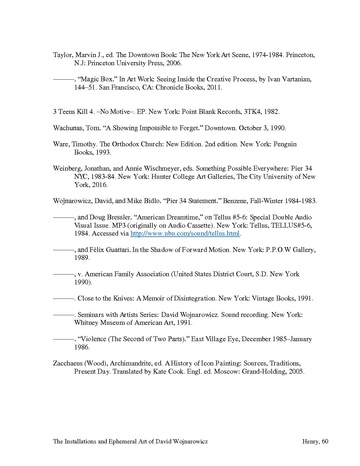 Taylor, Marvin J., ed. The Downtown Book: The New York Art Scene, 1974-1984. Princeton,
N.J: Princeton University Press, 2006.
———, "Magic Box." In Art Work: Seeing Inside the Creative Process, by Ivan Vartanian,
144–51. San Francisco, CA: Chronicle Books, 2011.
3 Teens Kill 4. –No Motive–. EP. New York: Point Blank Records, 3TK4, 1982.
Wachunas, Tom. "A Showing Impossible to Forget." Downtown. October 3, 1990.
Ware, Timothy. The Orthodox Church: New Edition. 2nd edition. New York: Penguin
Books, 1993.
Weinberg, Jonathan, and Annie Wischmeyer, eds. Something Possible Everywhere: Pier 34
NYC, 1983-84. New York: Hunter College Art Galleries, The City University of New
York, 2016.
Wojnarowicz, David, and Mike Bidlo. "Pier 34 Statement." Benzene, Fall-Winter 1984-1983.
———, and Doug Bressler. "American Dreamtime," on Tellus #5-6: Special Double Audio
Visual Issue. MP3 (originally on Audio Cassette). New York: Tellus, TELLUS#5-6,
1984. Accessed via http://www.ubu.com/sound/tellus.html.
———, and Félix Guattari. In the Shadow of Forward Motion. New York: P.P.O.W Gallery,
1989.
———, v. American Family Association (United States District Court, S.D. New York
1990).
———. Close to the Knives: A Memoir of Disintegration. New York: Vintage Books, 1991.
———. Seminars with Artists Series: David Wojnarowicz. Sound recording. New York:
Whitney Museum of American Art, 1991.
———, "Violence (The Second of Two Parts)." East Village Eye, December 1985–January
1986.
Zacchaeus (Wood), Archimandrite, ed. A History of Icon Painting: Sources, Traditions,
Present Day. Translated by Kate Cook. Engl. ed. Moscow: Grand-Holding, 2005.
The Installations and Ephemeral Art of David Wojnarowicz
Henry, 60